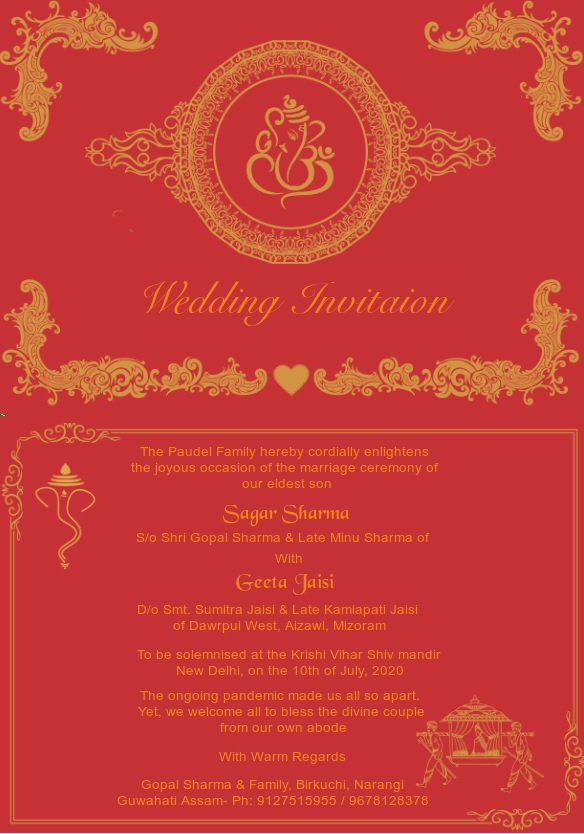 Wedding Invitaion
The Paudel Family hereby cordially enlightens
the joyous occasion of the marriage ceremony of
our eldest son
Sagar Sharma
S/o Shri Gopal Sharma & Late Minu Sharma of
With
Geeta Jaisi
D/o Smt. Sumitra Jaisi & Late Kamlapati Jaisi
of Dawrpui West, Aizawl, Mizoram
To be solemnised at the Krishi Vihar Shiv mandir
New Delhi, on the 10th of July, 2020
The ongoing pandemic made us all so apart.
Yet, we welcome all to bless the divine couple
from our own abode
With Warm Regards
Gopal Sharma & Family, Birkuchi, Narangi
Guwahati Assam- Ph: 9127515955 / 9678128378